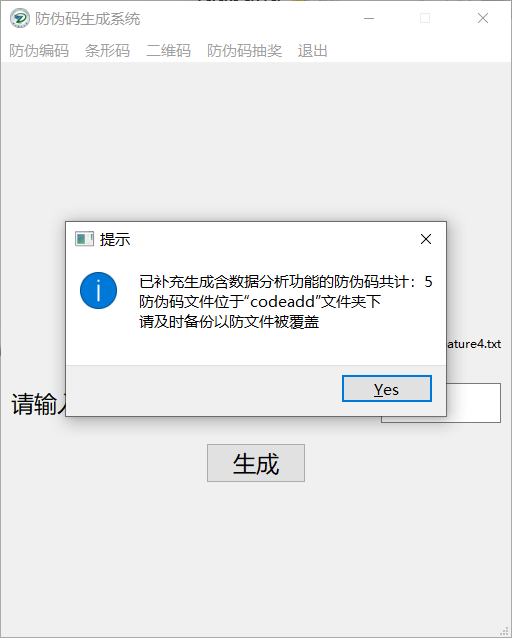 防伪码生成系统
防伪编码 条形码 二维码 防伪码抽奖 退出
提示
已补充生成含数据分析功能的防伪码共计：5
防伪码文件位于“codeadd”文件夹下
请及时备份以防文件被覆盖
ature4.txt
Yes
请输入
生成